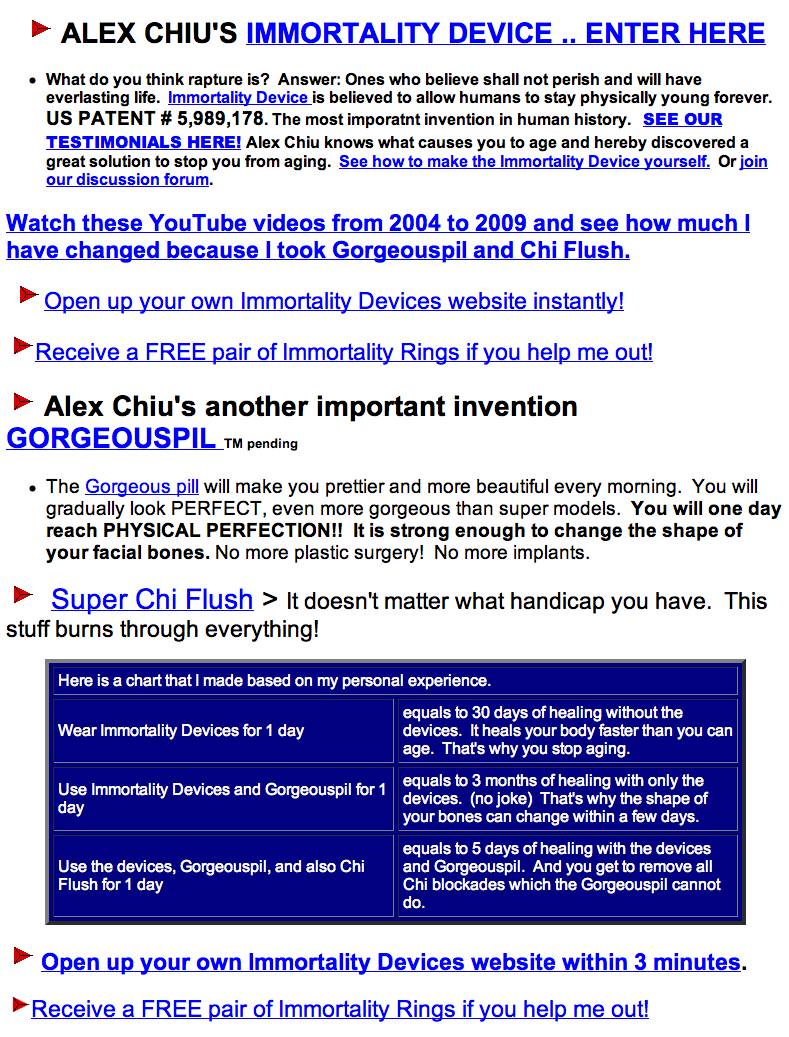 ALEX CHIU'S IMMORTALITY DEVICE .. ENTER HERE
What do you think rapture is?  Answer: Ones who believe shall not perish and will have
everlasting life.  Immortality Device is believed to allow humans to stay physically young forever.
US PATENT # 5,989,178. The most imporatnt invention in human history.   SEE OUR
TESTIMONIALS HERE! Alex Chiu knows what causes you to age and hereby discovered a
great solution to stop you from aging.  See how to make the Immortality Device yourself.  Or join
our discussion forum.
Watch these YouTube videos from 2004 to 2009 and see how much I
have changed because I took Gorgeouspil and Chi Flush.
Open up your own Immortality Devices website instantly!
Receive a FREE pair of Immortality Rings if you help me out!
Alex Chiu's another important invention
GORGEOUSPIL TM pending
The Gorgeous pill will make you prettier and more beautiful every morning.  You will
gradually look PERFECT, even more gorgeous than super models.  You will one day
reach PHYSICAL PERFECTION!!  It is strong enough to change the shape of
your facial bones. No more plastic surgery!  No more implants.
Super Chi Flush > It doesn't matter what handicap you have.  This
stuff burns through everything!
Here is a chart that I made based on my personal experience.
Wear Immortality Devices for 1 day
equals to 30 days of healing without the
devices.  It heals your body faster than you can
age.  That's why you stop aging.
Use Immortality Devices and Gorgeouspil for 1
day
equals to 3 months of healing with only the
devices.  (no joke)  That's why the shape of
your bones can change within a few days.
Use the devices, Gorgeouspil, and also Chi
Flush for 1 day
equals to 5 days of healing with the devices
and Gorgeouspil.  And you get to remove all
Chi blockades which the Gorgeouspil cannot
do.
Open up your own Immortality Devices website within 3 minutes.
Receive a FREE pair of Immortality Rings if you help me out!